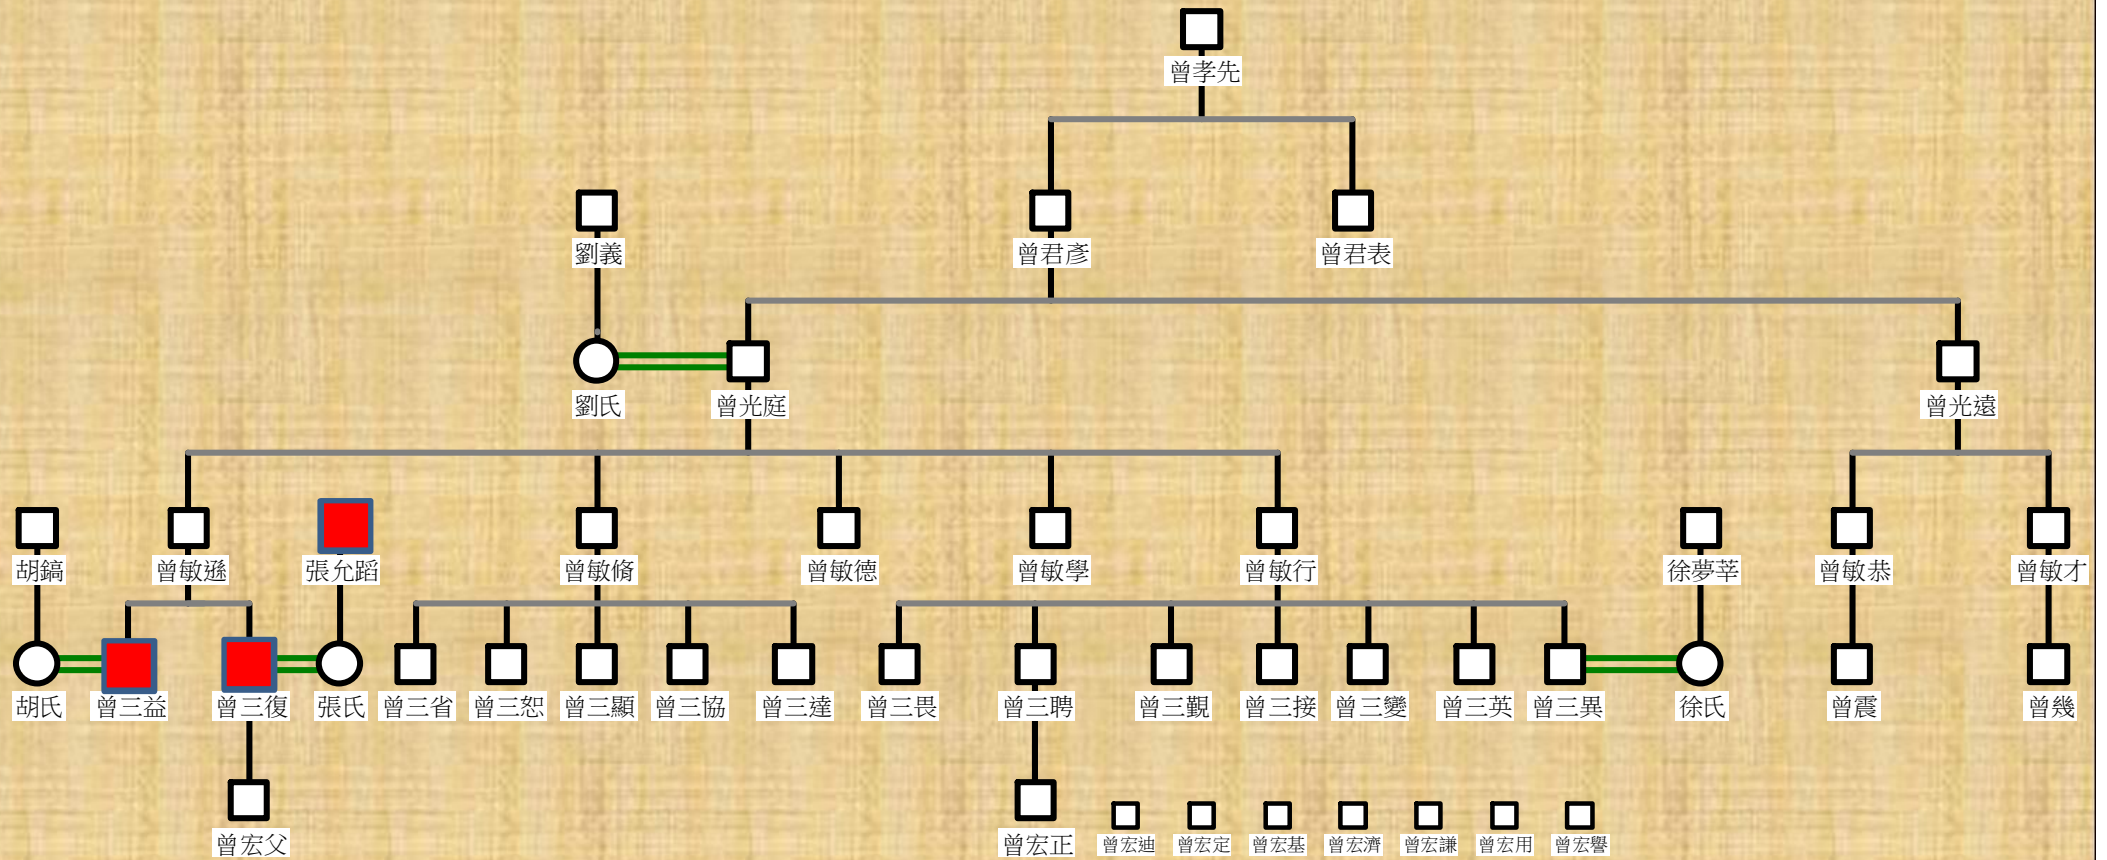 曾孝先
劉義
曾君彥
曾君表
劉氏
曾光庭
曾光遠
胡鎬
曾敏遜
張允蹈
曾敏脩
曾敏德
曾敏學
曾敏行
徐夢莘
曾敏恭
曾敏才
胡氏
曾三益
曾三復
張氏
曾三省
曾三恕
曾三顯
曾三協
曾三達
曾三畏
曾三聘
曾三覲
曾三接
曾三變
曾三英
曾三異
徐氏
曾震
曾幾
曾宏父
曾宏正
曾宏迪
曾宏定
曾宏基
曾宏濟
曾宏謙
曾宏用
曾宏譽